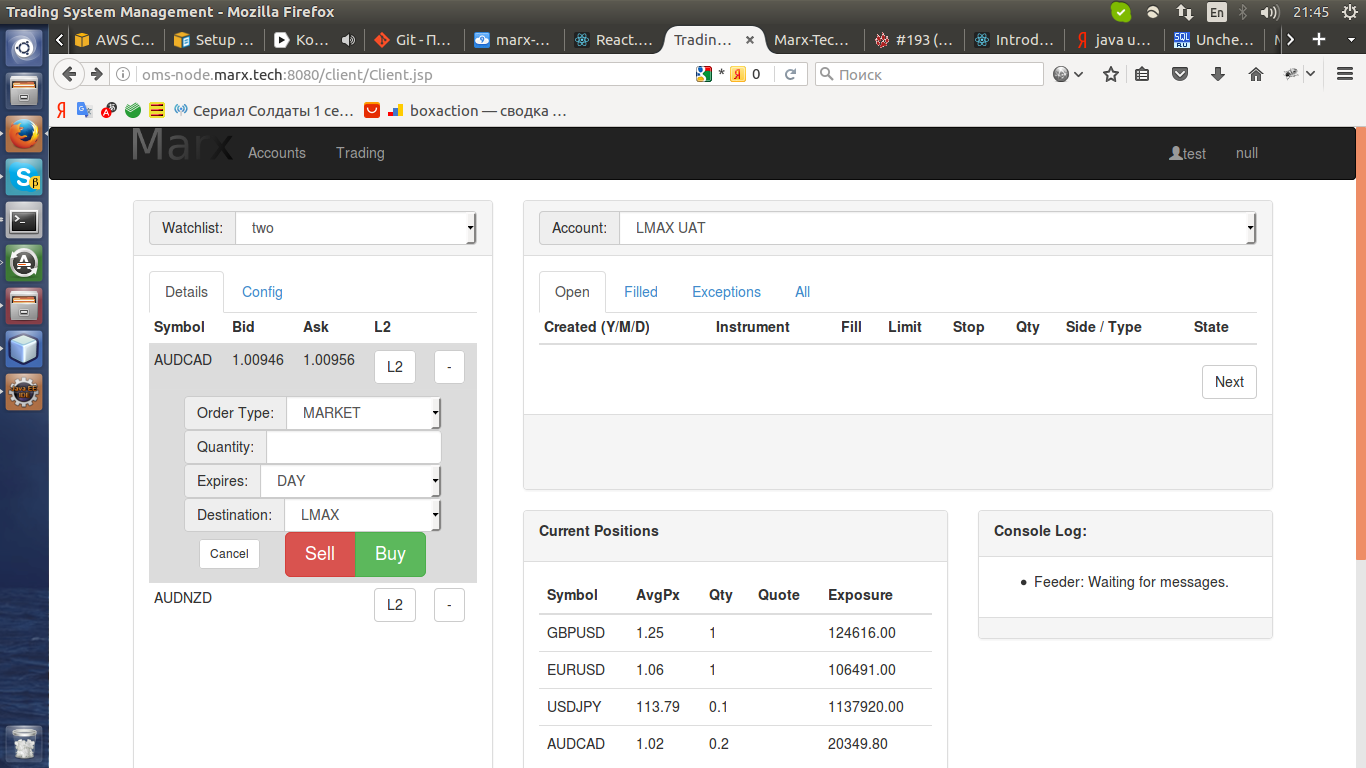 Trading System Management - Mozilla Firefox En 21:45
AWS C... Setup ... Ko... Git - П... marx-... React.... Tradin... Marx-Tec... #193 (... Introd... java u... Unche...
oms-node.marx.tech:8080/client/Client.jsp 0 Поиск
Сериал Солдаты 1 се... boxaction — сводка ...
Marx Accounts Trading test null
Watchlist: two
Details Config
Symbol Bid Ask L2
AUDCAD 1.00946 1.00956 L2 -
Order Type: MARKET
Quantity:
Expires: DAY
Destination: LMAX
Cancel Sell Buy
AUDNZD L2 -
Account: LMAX UAT
Open Filled Exceptions All
Created (Y/M/D) Instrument Fill Limit Stop Qty Side / Type State
Next
Current Positions
Symbol AvgPx Qty Quote Exposure
GBPUSD 1.25 1 124616.00
EURUSD 1.06 1 106491.00
USDJPY 113.79 0.1 1137920.00
AUDCAD 1.02 0.2 20349.80
Console Log:
Feeder: Waiting for messages.